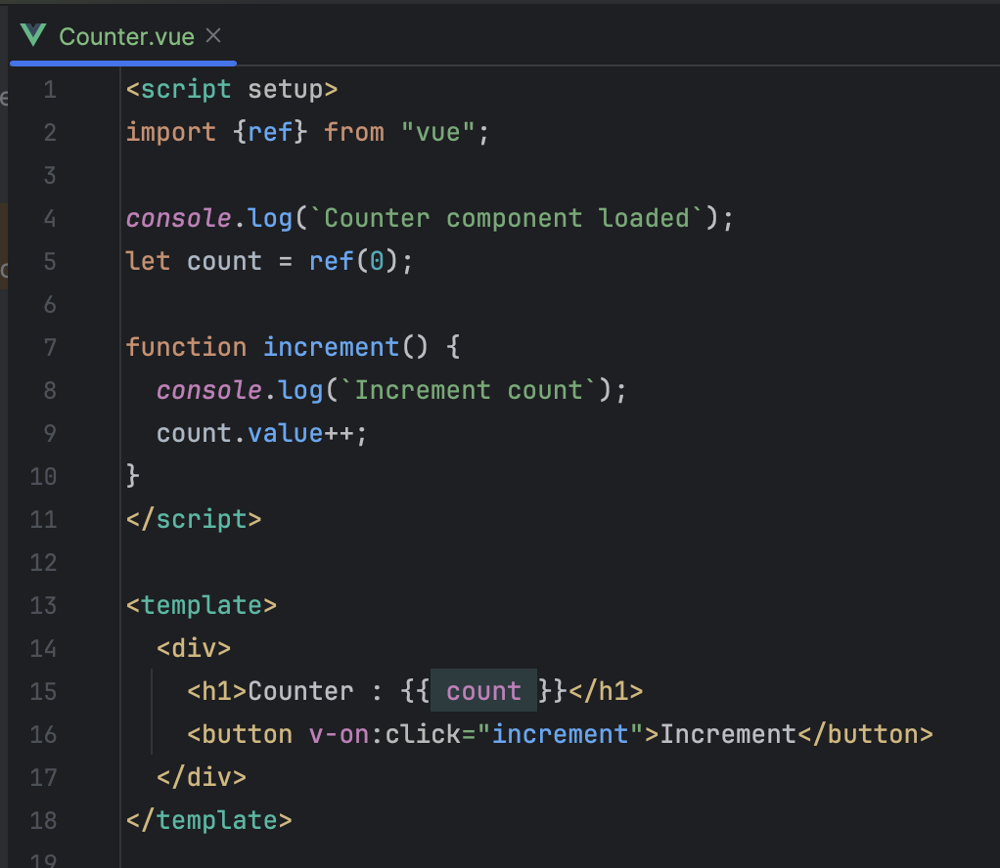 Counter.vue ×
1 <script setup>
2 import {ref} from "vue";
3
4 console.log(`Counter component loaded`);
5 let count = ref(0);
6
7 function increment() {
8   console.log(`Increment count`);
9   count.value++;
10 }
11 </script>
12
13 <template>
14   <div>
15     <h1>Counter : {{ count }}</h1>
16     <button v-on:click="increment">Increment</button>
17   </div>
18 </template>
19